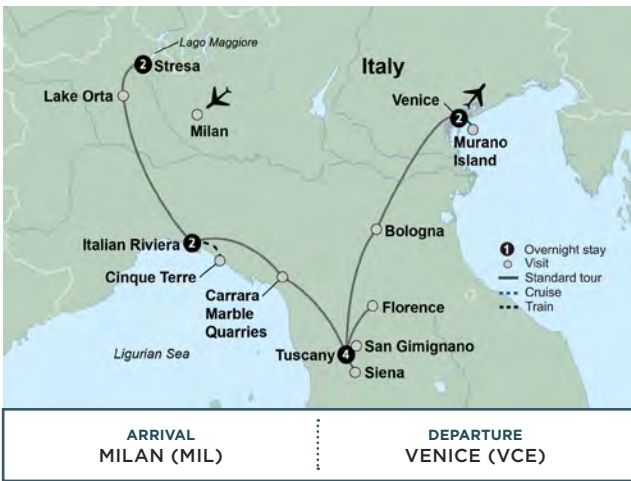 Lago Maggiore
2 Stresa
Italy
Lake Orta
Milan
Venice
2
Murano
Island
Bologna
Italian Riviera 2
Cinque Terre
Carrara
Marble
Quarries
Florence
San Gimignano
Tuscany 4
Siena
Ligurian Sea
1 Overnight stay
Visit
Standard tour
Cruise
Train
ARRIVAL
MILAN (MIL)
DEPARTURE
VENICE (VCE)